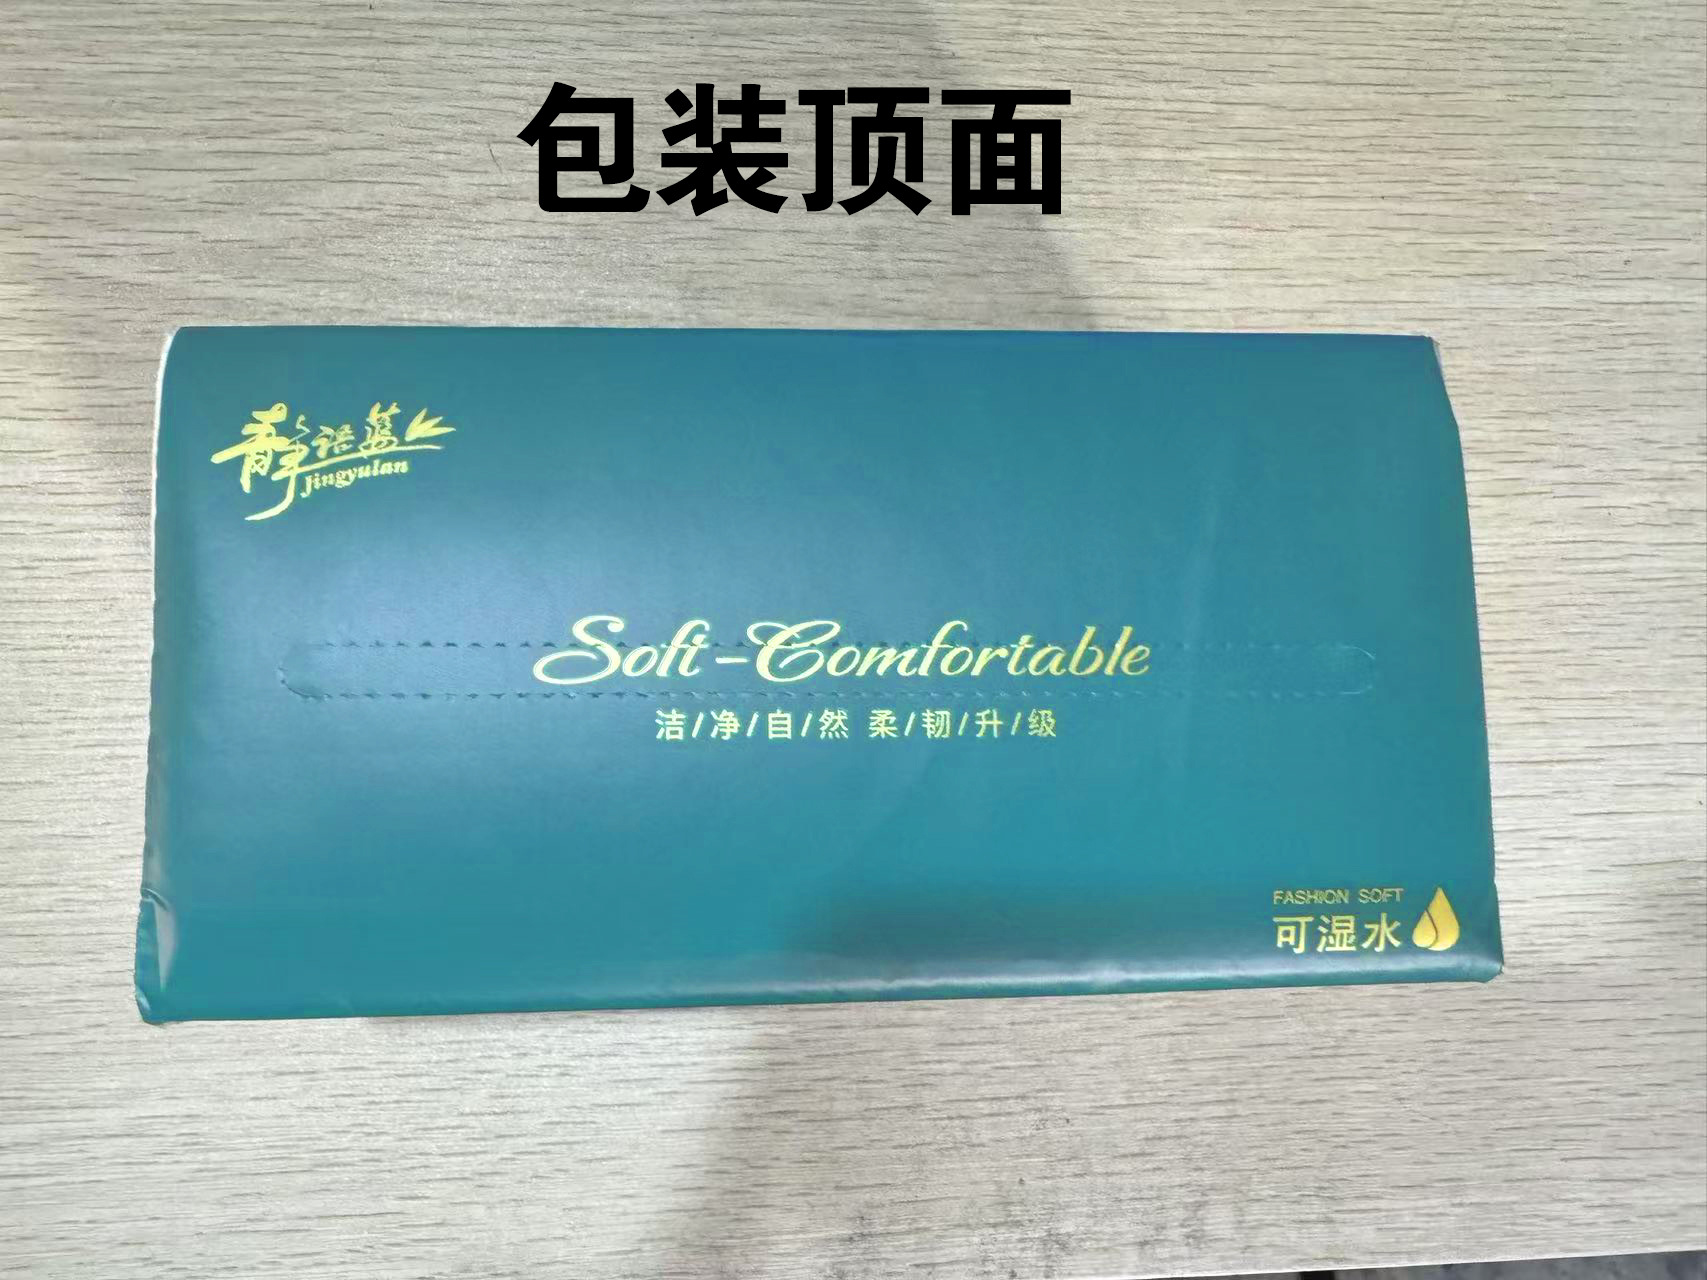 包装顶面
静语蓝
Jingyulan
Soft-Comfortable
洁/净/自/然 柔/韧/升/级
FASHION SOFT
可湿水